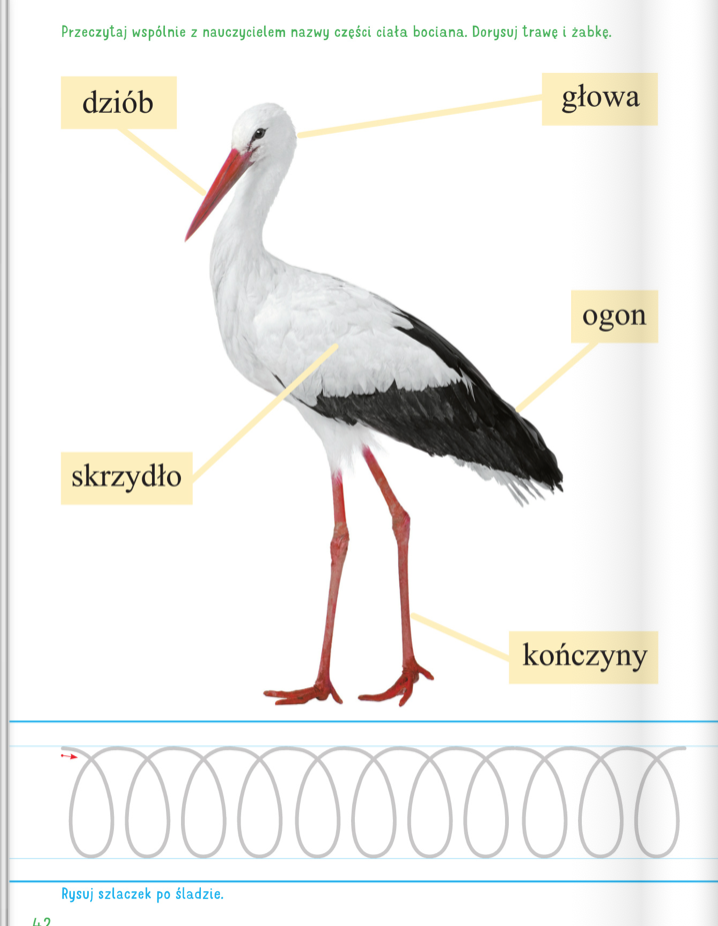 Przeczytaj wspólnie z nauczycielem nazwy części ciała bociana. Dorysuj trawę i żabkę.
dziób
głowa
ogon
skrzydło
kończyny
Rysuj szlaczek po śladzie.
42